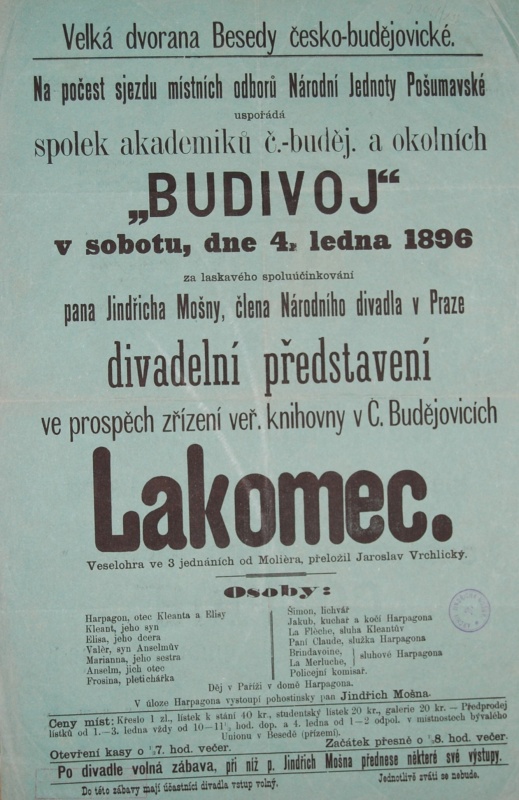 Velká dvorana Besedy česko-budějovické.
Na počest sjezdu místních odborů Národní Jednoty Pošumavské
uspořádá
spolek akademiků č.-buděj. a okolních
„BUDIVOJ“
v sobotu, dne 4. ledna 1896
za laskavého spoluúčinkování
pana Jindřicha Mošny, člena Národního divadla v Praze
divadelní představení
ve prospěch zřízení veř. knihovny v Č. Budějovicích
Lakomec.
Veselohra ve 3 jednáních od Molièra, přeložil Jaroslav Vrchlický.
Osoby:
Harpagon, otec Kleanta a Elisy
Kleant, jeho syn
Elisa, jeho dcera
Valèr, syn Anselmův
Marianna, jeho sestra
Anselm, jich otec
Frosina, pletichářka
Šimon, lichvář
Jakub, kuchař a kočí Harpagona
La Flèche, sluha Kleantův
Paní Claude, služka Harpagona
Brindavoine,
La Merluche, } sluhové Harpagona
Policejní komisař.
Děj v Paříži v domě Harpagona.
V úloze Harpagona vystoupí pohostinsky pan Jindřich Mošna.
Ceny míst: Křeslo 1 zl., lístek k stání 40 kr., studentský lístek 20 kr., galerie 20 kr. — Předprodej
lístků od 1.—3. ledna vždy od 10—11½ hod. dop. a 4. ledna od 1—2 odpol. v místnostech bývalého
Unionu v Besedě (přízemí).
Otevření kasy o ½7. hod. večer.
Začátek přesně o ½8. hod. večer.
Po divadle volná zábava, při níž p. Jindřich Mošna přednese některé své výstupy.
Do této zábavy mají účastníci divadla vstup volný.
Jednotlivě zváti se nebude.